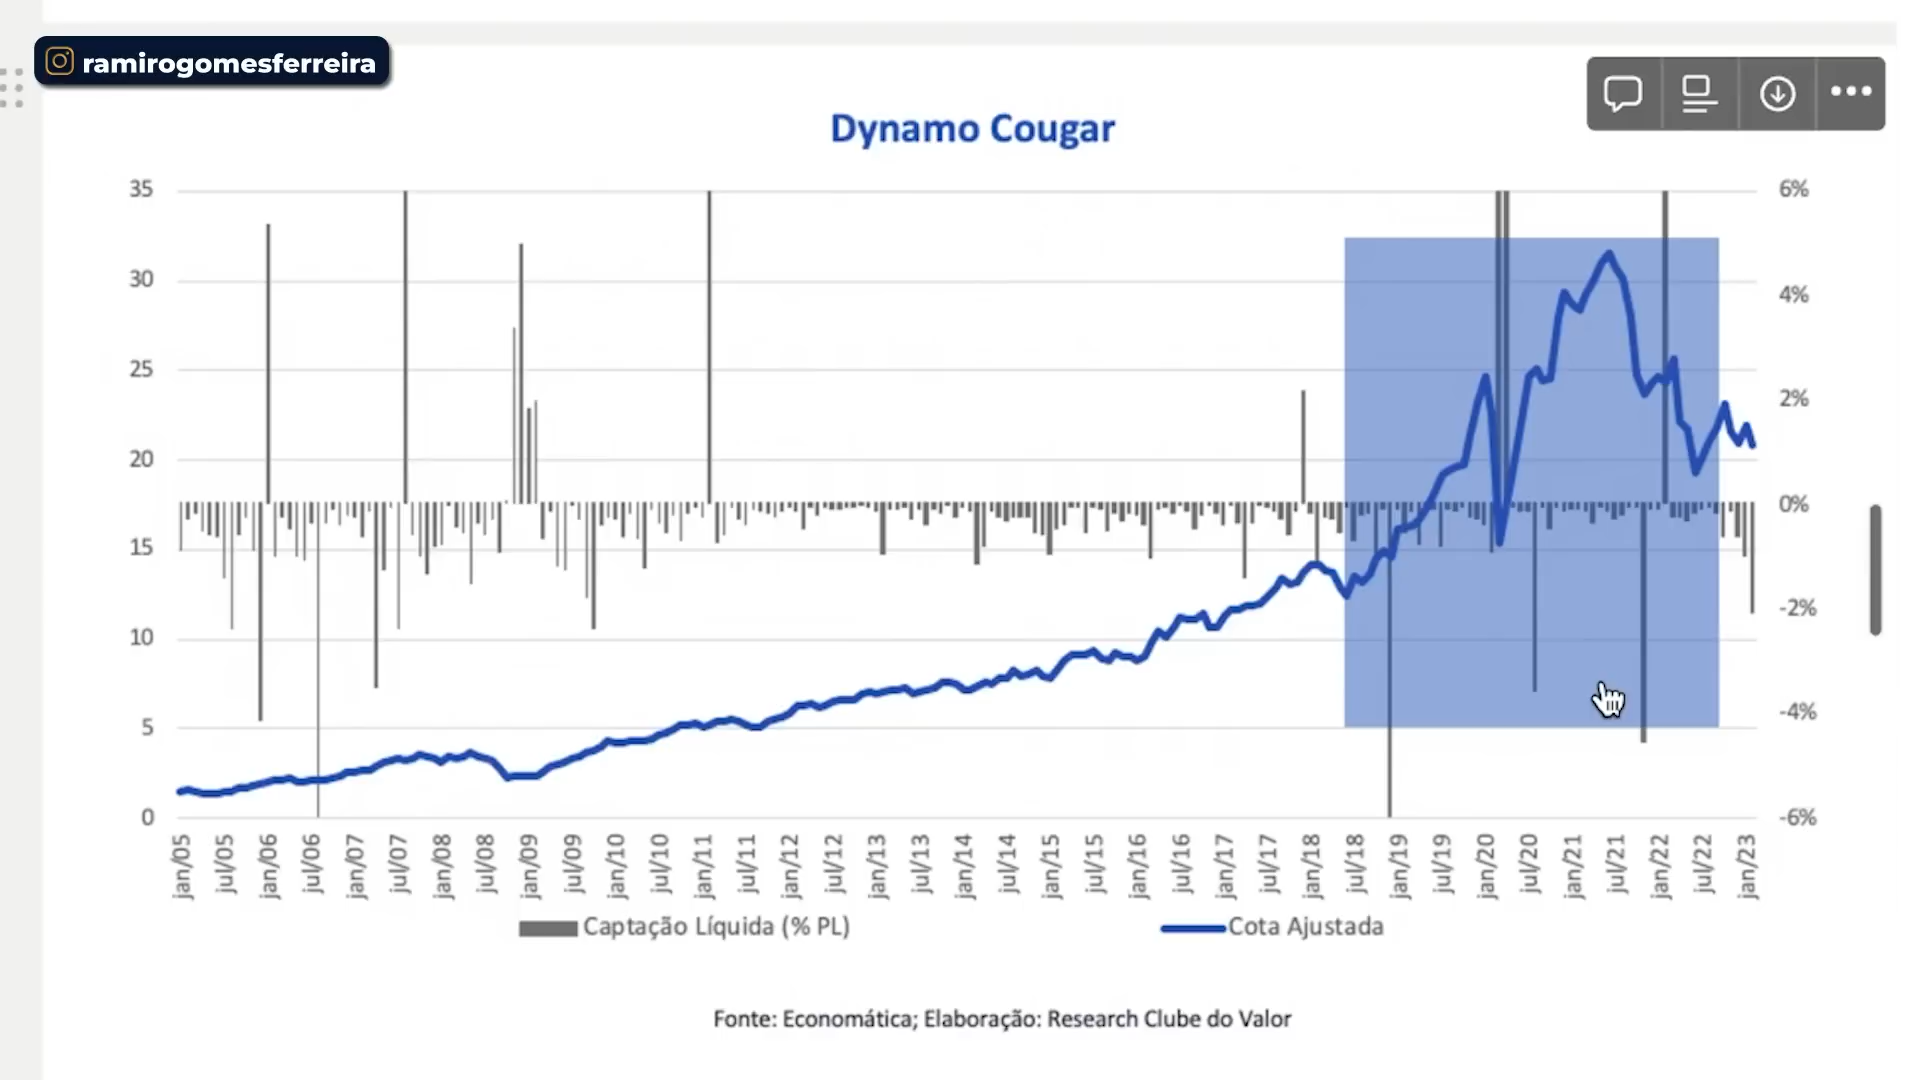 ramirogomesferreira
Dynamo Cougar
35
30
25
20
15
10
5
0
6%
4%
2%
0%
-2%
-4%
-6%
jan/05
jul/05
jan/06
jul/06
jan/07
jul/07
jan/08
jul/08
jan/09
jul/09
jan/10
jul/10
jan/11
jul/11
jan/12
jul/12
jan/13
jul/13
jan/14
jul/14
jan/15
jul/15
jan/16
jul/16
jan/17
jul/17
jan/18
jul/18
jan/19
jul/19
jan/20
jul/20
jan/21
jul/21
jan/22
jul/22
jan/23
Captação Líquida (% PL)
Cota Ajustada
Fonte: Economática; Elaboração: Research Clube do Valor